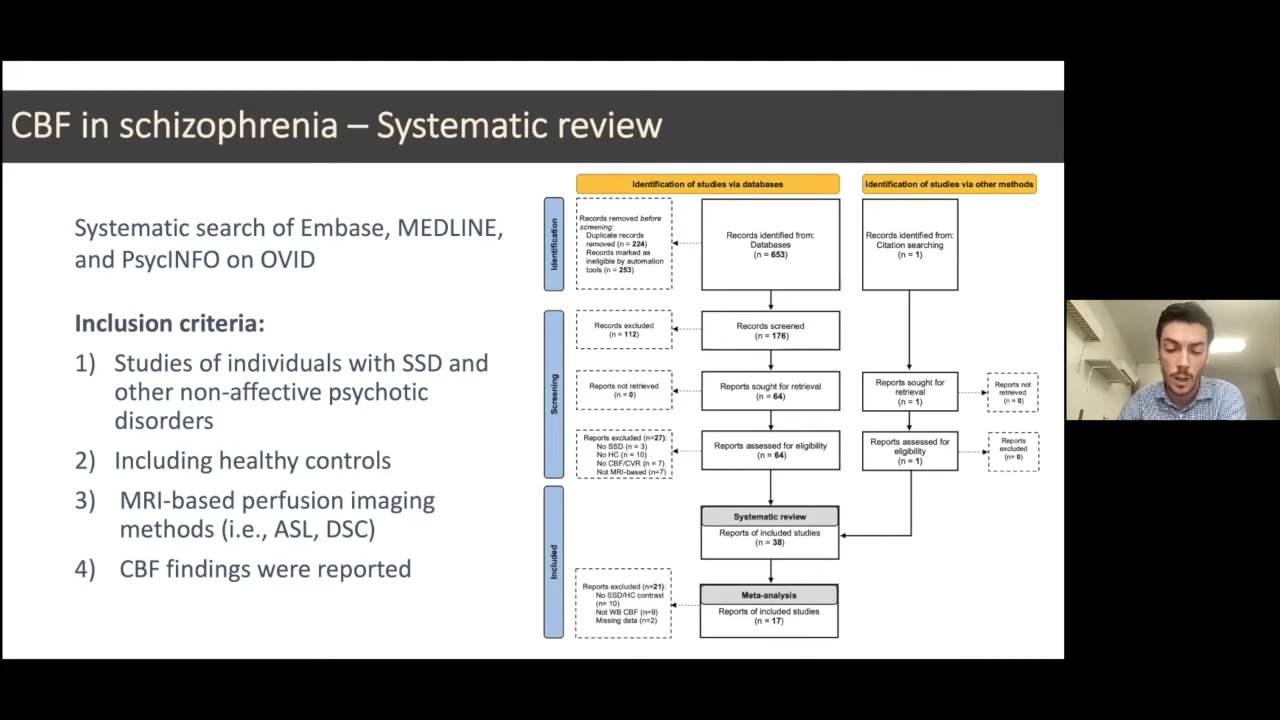 CBF in schizophrenia – Systematic review
Systematic search of Embase, MEDLINE,
and PsycINFO on OVID
Inclusion criteria:
1) Studies of individuals with SSD and
other non-affective psychotic
disorders
2) Including healthy controls
3) MRI-based perfusion imaging
methods (i.e., ASL, DSC)
4) CBF findings were reported
Identification of studies via databases
Identification of studies via other methods
Identification
Records removed before
screening:
Duplicate records
removed (n = 224)
Records marked as
ineligible by automation
tools (n = 253)
Records identified from:
Databases
(n = 653)
Records identified from:
Citation searching
(n = 1)
Screening
Records excluded
(n = 112)
Records screened
(n = 176)
Reports not retrieved
(n = 0)
Reports sought for retrieval
(n = 64)
Reports sought for
retrieval
(n = 1)
Reports not
retrieved
(n = 0)
Reports excluded (n=27):
No SSD (n = 3)
No HC (n = 10)
No CBF/CVR (n = 7)
Not MRI-based (n=7)
Reports assessed for eligibility
(n = 64)
Reports assessed for
eligibility
(n = 1)
Reports
excluded
(n= 0)
Included
Systematic review
Reports of included studies
(n = 38)
Reports excluded (n=21):
No SSD/HC contrast
(n= 10)
Not WB CBF (n=9)
Missing data (n=2)
Meta-analysis
Reports of included studies
(n = 17)